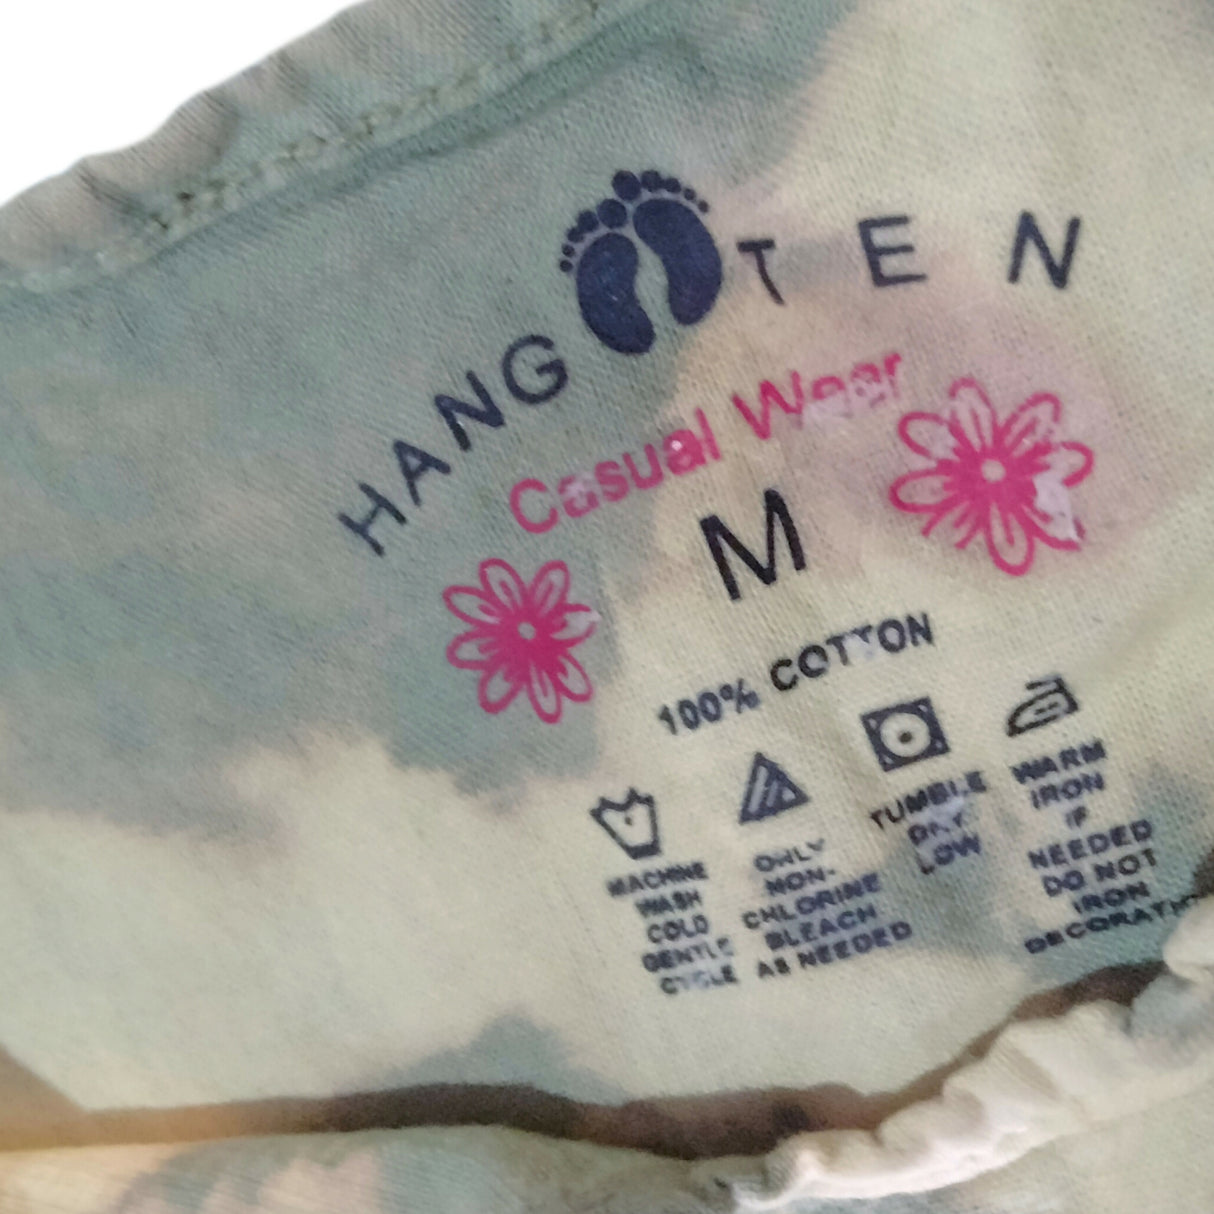 HANG TEN
Casual Wear
M
100% COTTON
MACHINE
WASH
COLD
GENTLE
CYCLE
ONLY
NON-
CHLORINE
BLEACH
AS NEEDED
TUMBLE
DRY
LOW
WARM
IRON
IF
NEEDED
DO NOT
IRON
DECORATIO